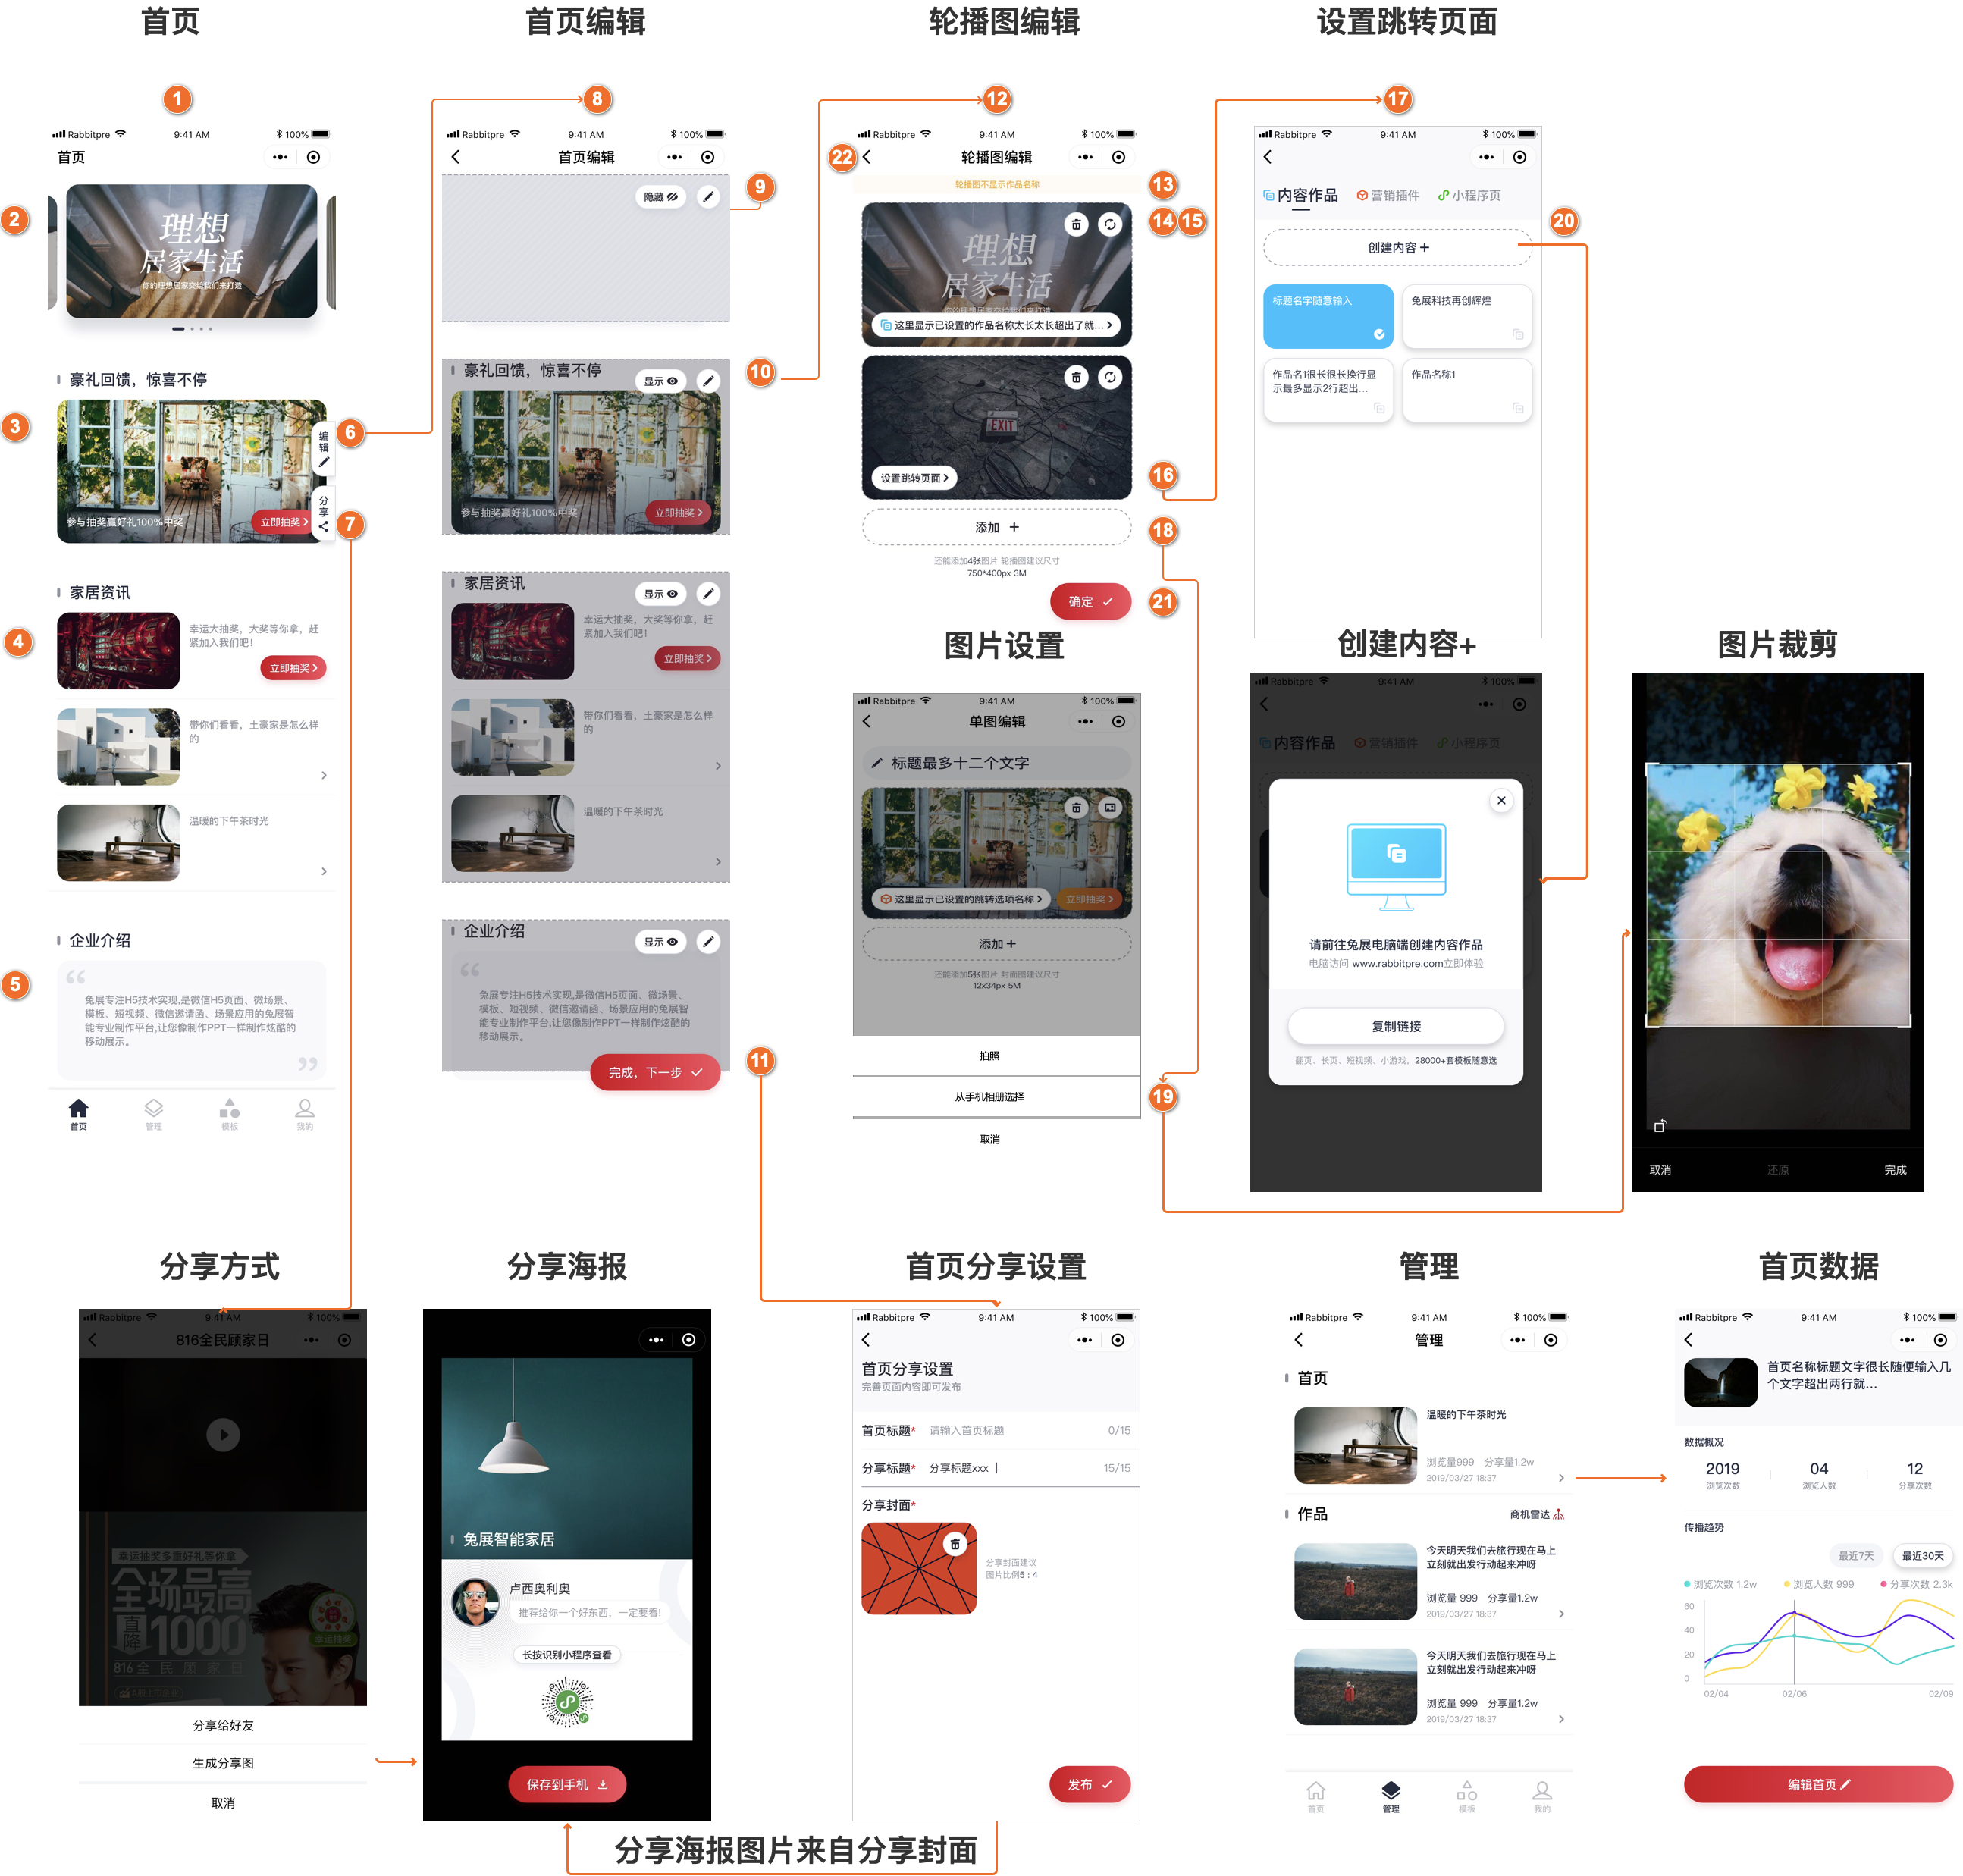 首页
首页编辑
轮播图编辑
设置跳转页面
1
8
12
17
Rabbitpre
9:41 AM
100%
首页
2
理想
居家生活
你的理想居家交给我们来打造
豪礼回馈，惊喜不停
3
参与抽奖赢好礼100%中奖
立即抽奖
编辑
6
分享
7
家居资讯
4
幸运大抽奖，大奖等你拿，赶
紧加入我们吧！
立即抽奖
带你们看看，土豪家是怎么样
的
温暖的下午茶时光
企业介绍
5
兔展专注H5技术实现,是微信H5页面、微场景、
模板、短视频、微信邀请函、场景应用的兔展智
能专业制作平台,让您像制作PPT一样制作炫酷的
移动展示。
首页
管理
模板
我的
Rabbitpre
9:41 AM
100%
首页编辑
隐藏
9
豪礼回馈，惊喜不停
显示
10
参与抽奖赢好礼100%中奖
立即抽奖
家居资讯
显示
幸运大抽奖，大奖等你拿，赶
紧加入我们吧！
立即抽奖
带你们看看，土豪家是怎么样
的
温暖的下午茶时光
企业介绍
显示
兔展专注H5技术实现,是微信H5页面、微场景、
模板、短视频、微信邀请函、场景应用的兔展智
能专业制作平台,让您像制作PPT一样制作炫酷的
移动展示。
完成，下一步
11
Rabbitpre
9:41 AM
100%
22
轮播图编辑
轮播图不显示作品名称
13
14
15
理想
居家生活
你的理想居家交给我们来打造
这里显示已设置的作品名称太长太长超出了就...
EXIT
设置跳转页面
16
添加
18
还能添加4张图片 轮播图建议尺寸
750*400px 3M
确定
21
图片设置
Rabbitpre
9:41 AM
100%
单图编辑
标题最多十二个文字
这里显示已设置的跳转选项名称
立即抽奖
添加
还能添加5张图片 封面图建议尺寸
12x34px 5M
拍照
从手机相册选择
19
取消
Rabbitpre
9:41 AM
100%
内容作品
营销插件
小程序页
20
创建内容
标题名字随意输入
兔展科技再创辉煌
作品名1很长很长换行显
示最多显示2行超出...
作品名称1
创建内容+
Rabbitpre
9:41 AM
100%
内容作品
营销插件
小程序页
请前往兔展电脑端创建内容作品
电脑访问 www.rabbitpre.com立即体验
复制链接
翻页、长页、短视频、小游戏，28000+套模板随意选
图片裁剪
取消
还原
完成
分享方式
分享海报
首页分享设置
管理
首页数据
Rabbitpre
9:41 AM
100%
816全民顾家日
幸运抽奖多重好礼等你拿
全场最高
直降
1000
幸运抽奖
816全民顾家日
A股上市企业
分享给好友
生成分享图
取消
兔展智能家居
卢西奥利奥
推荐给你一个好东西，一定要看!
长按识别小程序查看
保存到手机
Rabbitpre
9:41 AM
100%
首页分享设置
完善页面内容即可发布
首页标题*
请输入首页标题
0/15
分享标题*
分享标题xxx
15/15
分享封面*
分享封面建议
图片比例5 : 4
发布
分享海报图片来自分享封面
Rabbitpre
9:41 AM
100%
管理
首页
温暖的下午茶时光
浏览量999 分享量1.2w
2019/03/27 18:37
作品
商机雷达
今天明天我们去旅行现在马上
立刻就出发行动起来冲呀
浏览量 999 分享量1.2w
2019/03/27 18:37
今天明天我们去旅行现在马上
立刻就出发行动起来冲呀
浏览量 999 分享量1.2w
2019/03/27 18:37
首页
管理
模板
我的
Rabbitpre
9:41 AM
100%
首页名称标题文字很长随便输入几
个文字超出两行就...
数据概况
2019
04
12
浏览次数
浏览人数
分享次数
传播趋势
最近7天
最近30天
浏览次数 1.2w
浏览人数 999
分享次数 2.3k
60
40
20
0
02/04
02/06
02/09
编辑首页